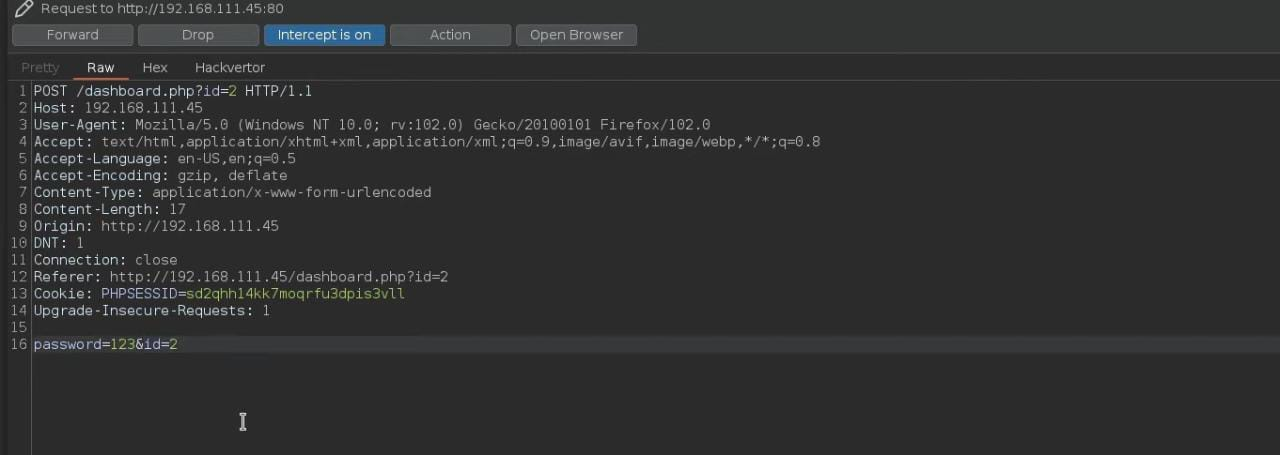 Request to http://192.168.111.45:80
Forward Drop Intercept is on Action Open Browser
Pretty Raw Hex Hackvertor
1 POST /dashboard.php?id=2 HTTP/1.1
2 Host: 192.168.111.45
3 User-Agent: Mozilla/5.0 (Windows NT 10.0; rv:102.0) Gecko/20100101 Firefox/102.0
4 Accept: text/html,application/xhtml+xml,application/xml;q=0.9,image/avif,image/webp,*/*;q=0.8
5 Accept-Language: en-US,en;q=0.5
6 Accept-Encoding: gzip, deflate
7 Content-Type: application/x-www-form-urlencoded
8 Content-Length: 17
9 Origin: http://192.168.111.45
10 DNT: 1
11 Connection: close
12 Referer: http://192.168.111.45/dashboard.php?id=2
13 Cookie: PHPSESSID=sd2qhh14kk7moqrfu3dpis3vll
14 Upgrade-Insecure-Requests: 1
15
16 password=123&id=2